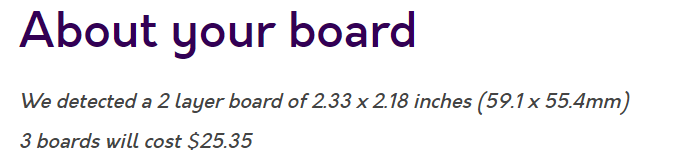 About your board
We detected a 2 layer board of 2.33 x 2.18 inches (59.1 x 55.4mm)
3 boards will cost $25.35